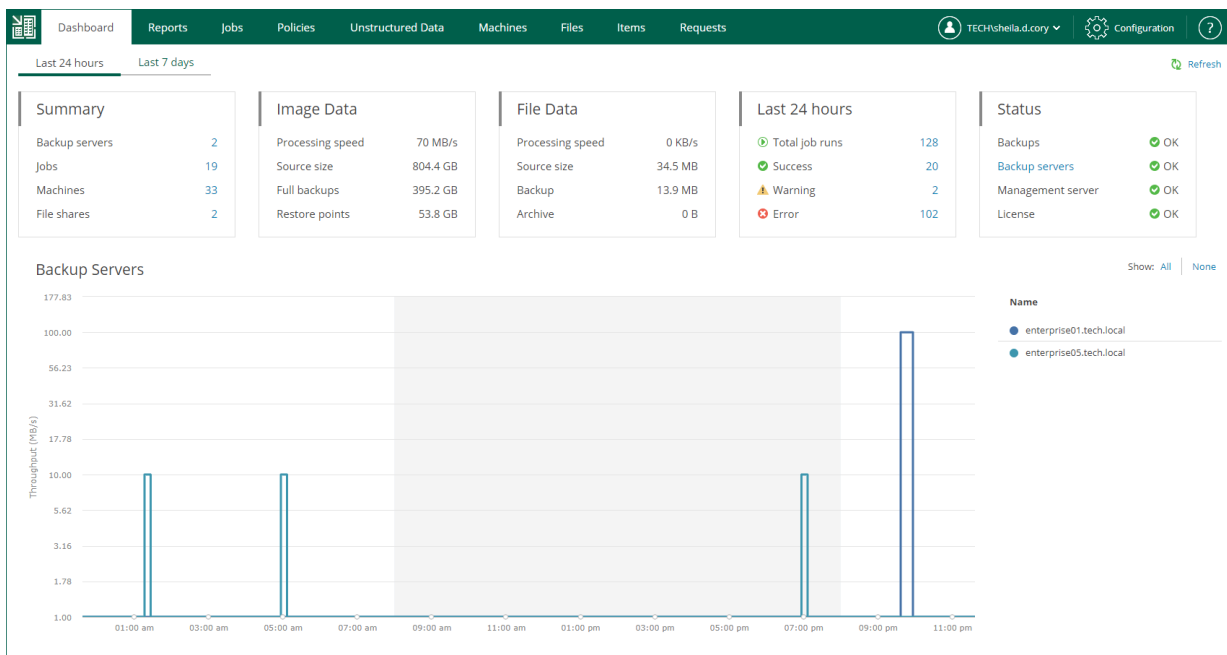 Dashboard Reports Jobs Policies Unstructured Data Machines Files Items Requests TECH\sheila.d.cory Configuration ?
Last 24 hours Last 7 days Refresh
Summary
Backup servers 2
Jobs 19
Machines 33
File shares 2
Image Data
Processing speed 70 MB/s
Source size 804.4 GB
Full backups 395.2 GB
Restore points 53.8 GB
File Data
Processing speed 0 KB/s
Source size 34.5 MB
Backup 13.9 MB
Archive 0 B
Last 24 hours
Total job runs 128
Success 20
Warning 2
Error 102
Status
Backups OK
Backup servers OK
Management server OK
License OK
Backup Servers
Show: All None
Throughput (MB/s)
177.83
100.00
56.23
31.62
17.78
10.00
5.62
3.16
1.78
1.00
01:00 am 03:00 am 05:00 am 07:00 am 09:00 am 11:00 am 01:00 pm 03:00 pm 05:00 pm 07:00 pm 09:00 pm 11:00 pm
Name
enterprise01.tech.local
enterprise05.tech.local